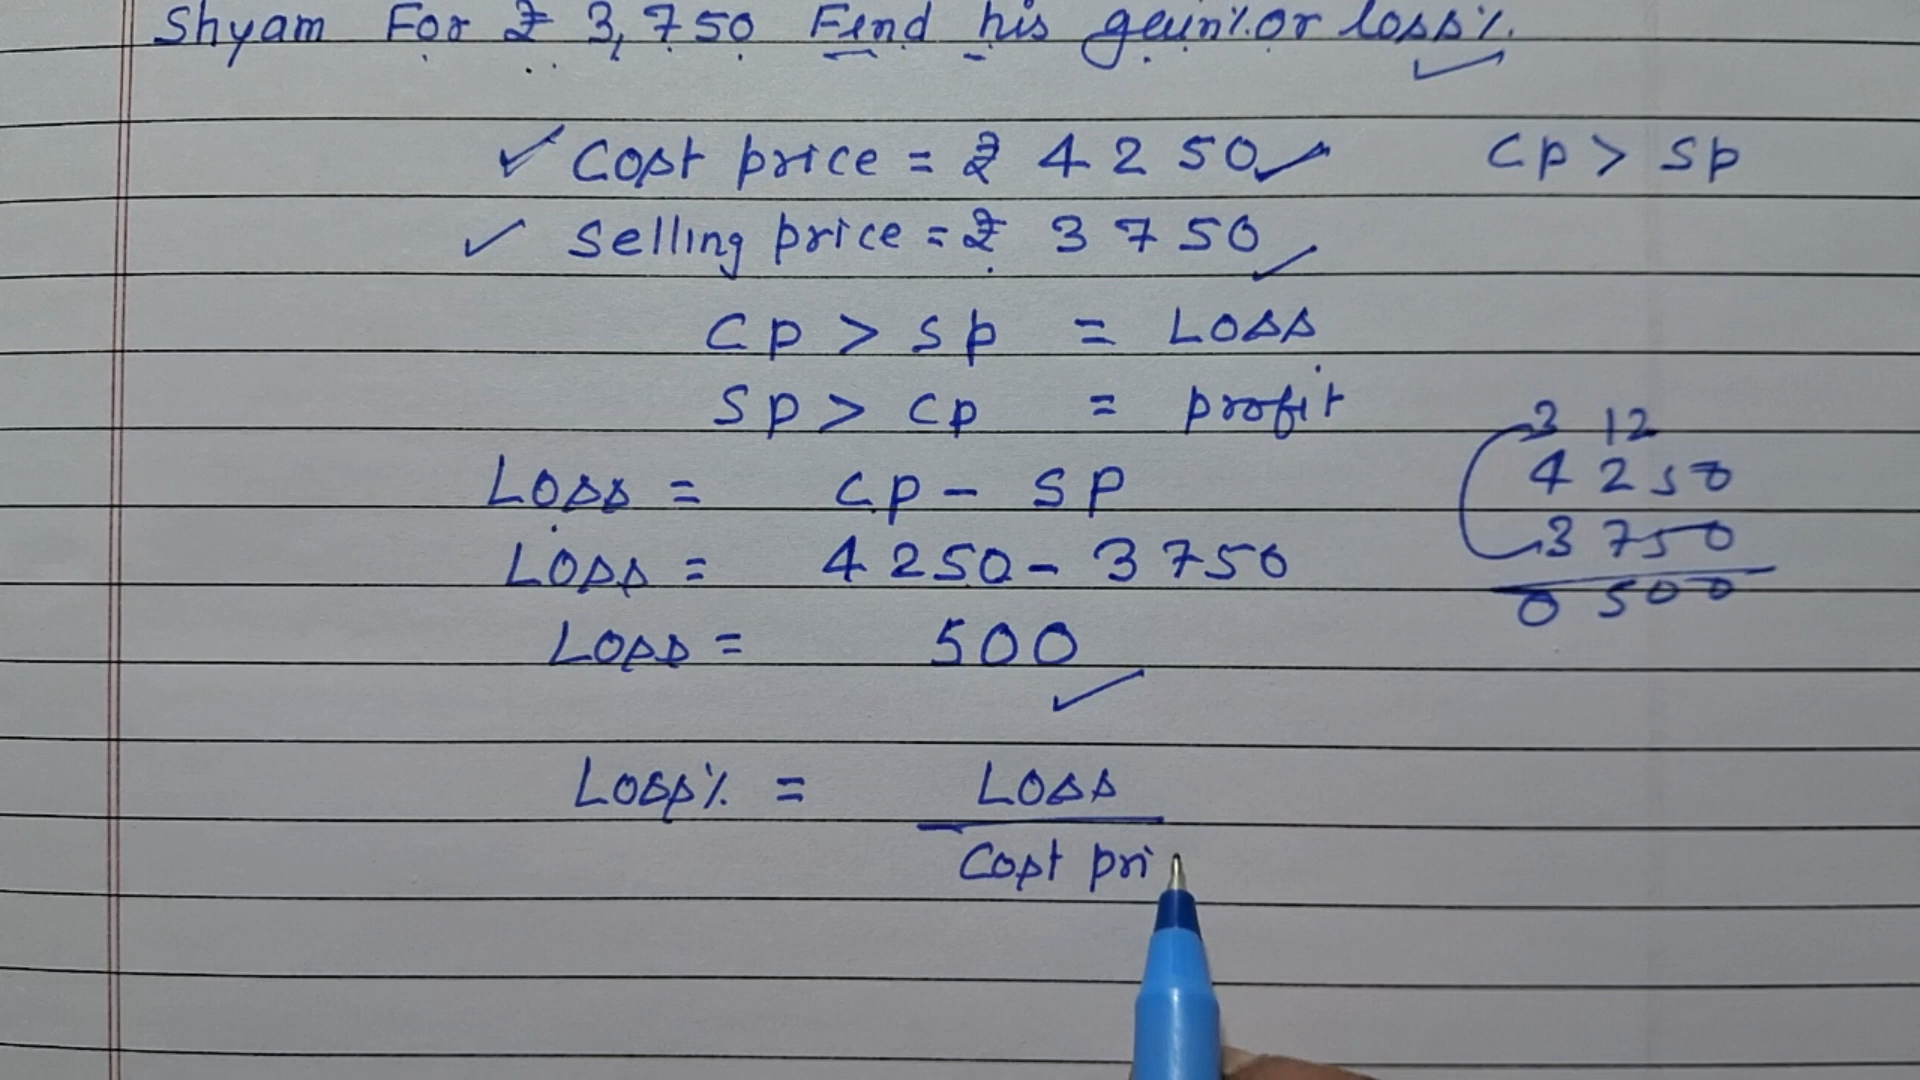 Shyam For ₹ 3,750 Find his gain% or loss%.
Cost price = ₹ 4250 CP > SP
Selling price = ₹ 3750
CP > SP = Loss
SP > CP = profit
3 12
Loss = CP - SP 4250
Loss = 4250 - 3750 3750
Loss = 500 0500
Loss% = Loss
Cost pri